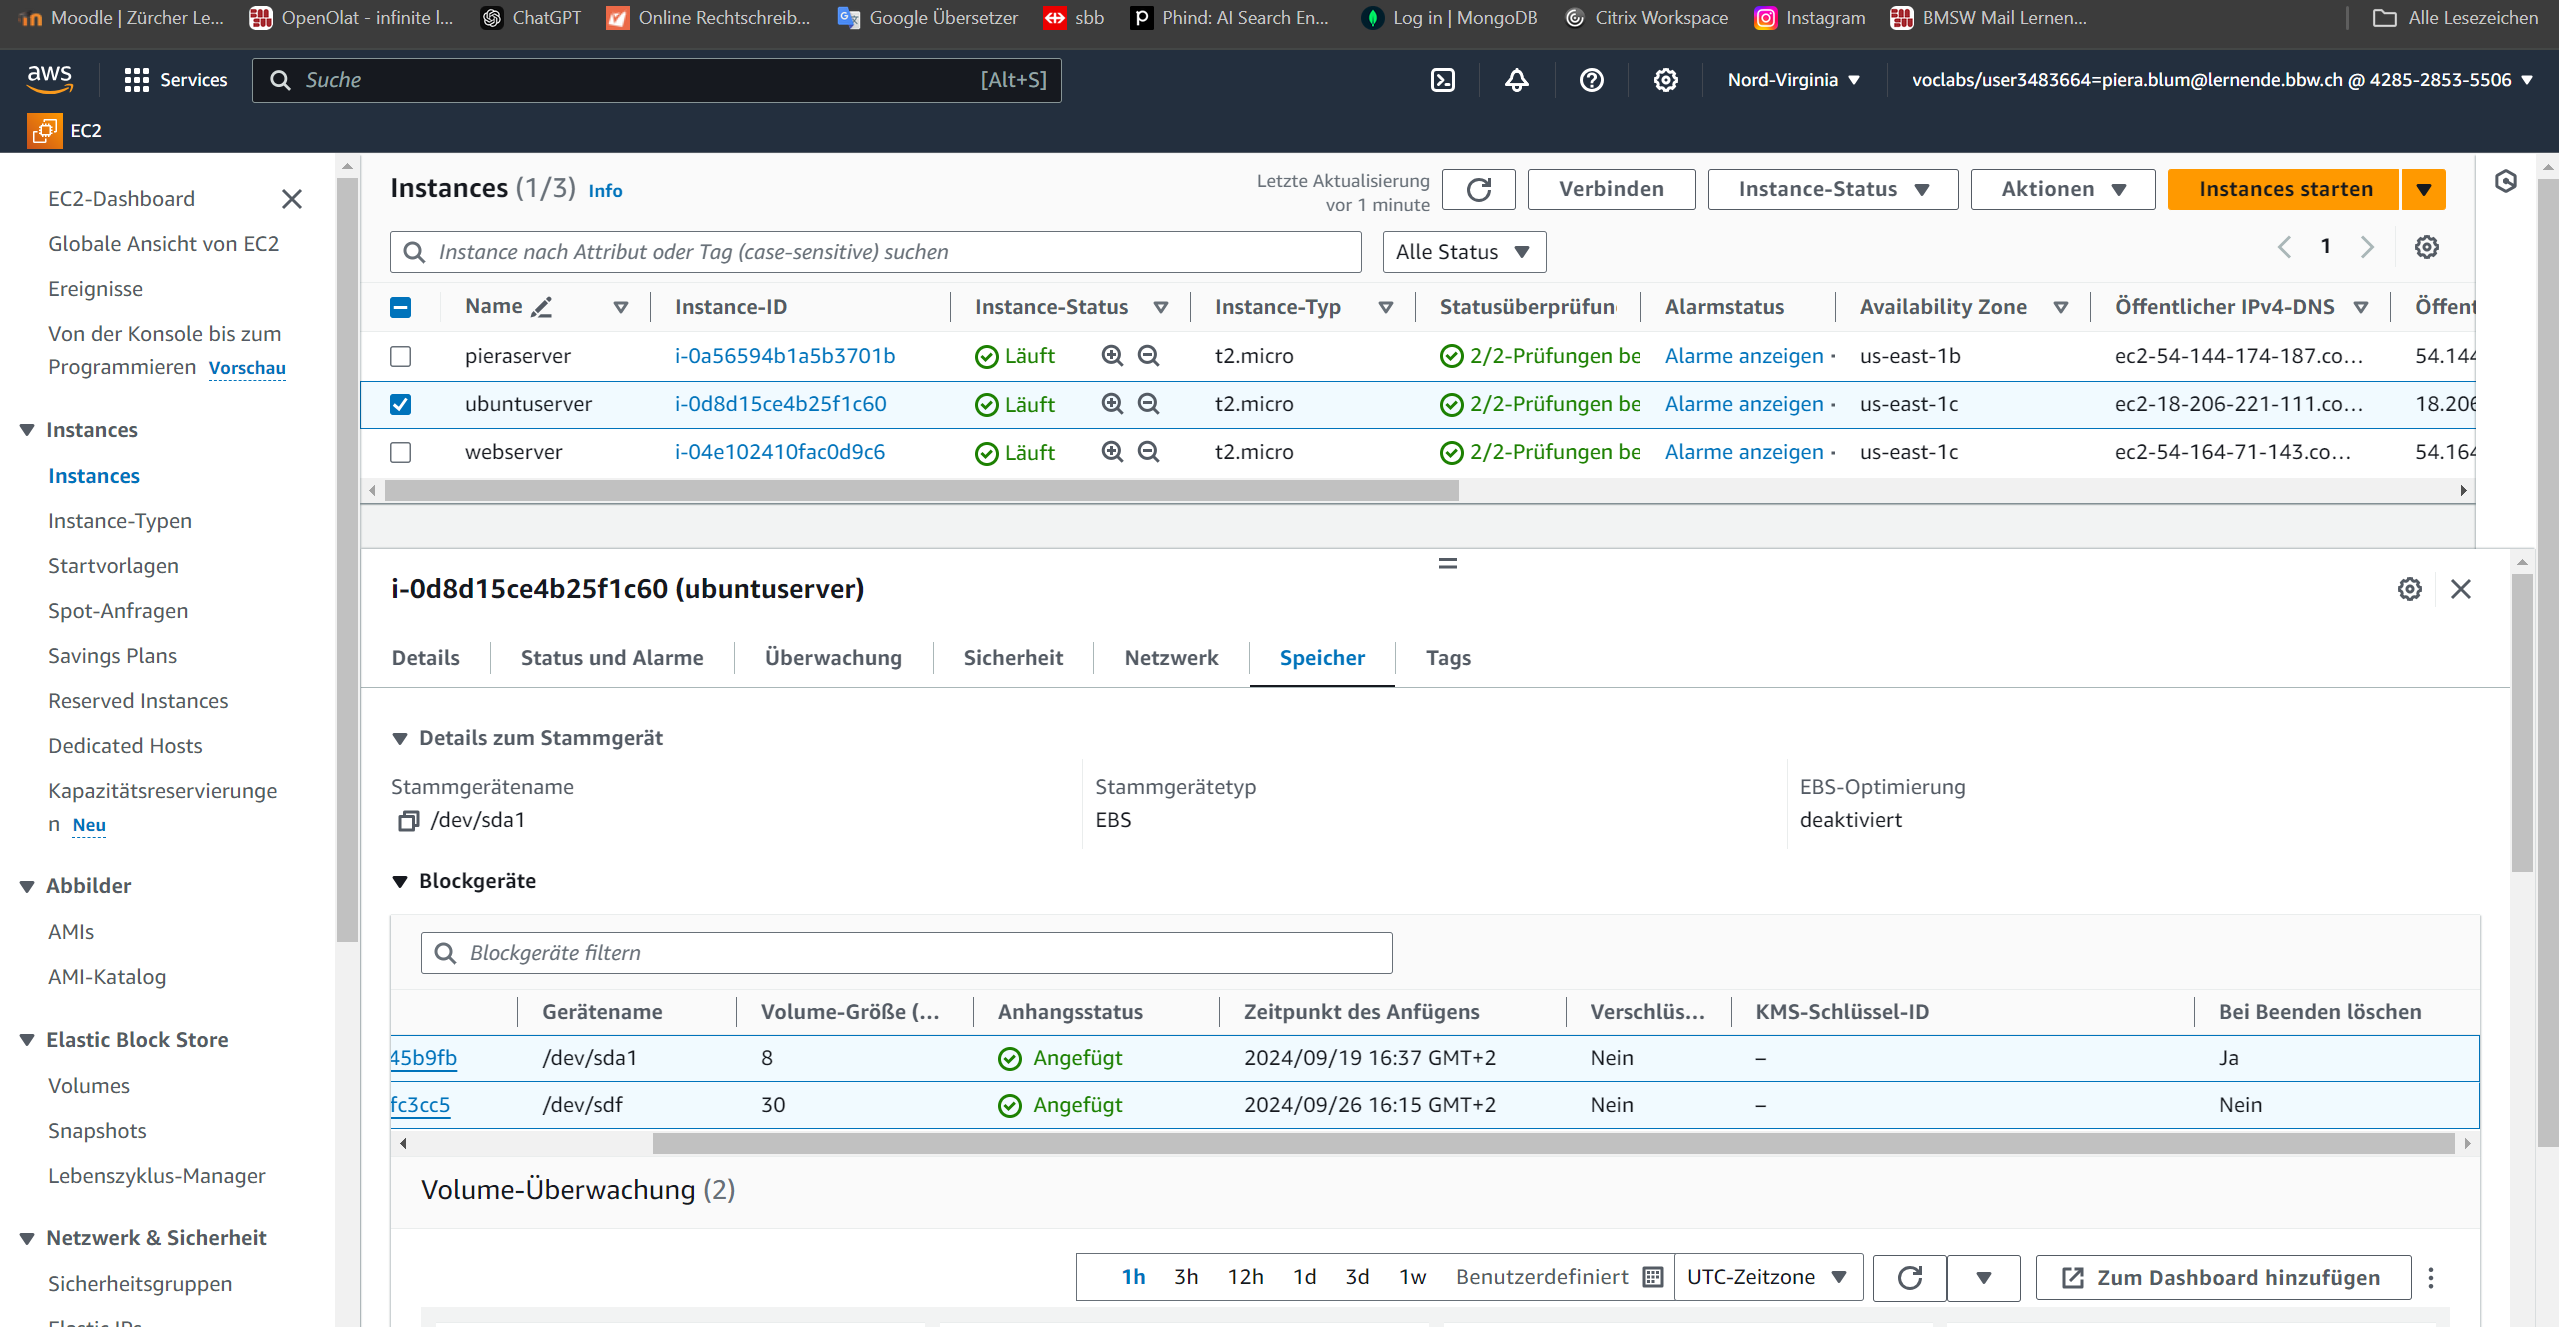 Moodle | Zürcher Le...
OpenOlat - infinite l...
ChatGPT
Online Rechtschreib...
Google Übersetzer
sbb
Phind: AI Search En...
Log in | MongoDB
Citrix Workspace
Instagram
BMSW Mail Lernen...
Alle Lesezeichen
aws
Services
Suche
[Alt+S]
Nord-Virginia
voclabs/user3483664=piera.blum@lernende.bbw.ch @ 4285-2853-5506
EC2
EC2-Dashboard
Globale Ansicht von EC2
Ereignisse
Von der Konsole bis zum
Programmieren Vorschau
Instances
Instances
Instance-Typen
Startvorlagen
Spot-Anfragen
Savings Plans
Reserved Instances
Dedicated Hosts
Kapazitätsreservierunge
n Neu
Abbilder
AMIs
AMI-Katalog
Elastic Block Store
Volumes
Snapshots
Lebenszyklus-Manager
Netzwerk & Sicherheit
Sicherheitsgruppen
Elastic IPs
Instances (1/3) Info
Letzte Aktualisierung
vor 1 minute
Verbinden
Instance-Status
Aktionen
Instances starten
Instance nach Attribut oder Tag (case-sensitive) suchen
Alle Status
1
Name Instance-ID Instance-Status Instance-Typ Statusüberprüfun Alarmstatus Availability Zone Öffentlicher IPv4-DNS Öffent
pieraserver i-0a56594b1a5b3701b Läuft t2.micro 2/2-Prüfungen be Alarme anzeigen us-east-1b ec2-54-144-174-187.co... 54.144
ubuntuserver i-0d8d15ce4b25f1c60 Läuft t2.micro 2/2-Prüfungen be Alarme anzeigen us-east-1c ec2-18-206-221-111.co... 18.206
webserver i-04e102410fac0d9c6 Läuft t2.micro 2/2-Prüfungen be Alarme anzeigen us-east-1c ec2-54-164-71-143.co... 54.164
i-0d8d15ce4b25f1c60 (ubuntuserver)
Details Status und Alarme Überwachung Sicherheit Netzwerk Speicher Tags
Details zum Stammgerät
Stammgerätename Stammgerätetyp EBS-Optimierung
/dev/sda1 EBS deaktiviert
Blockgeräte
Blockgeräte filtern
Gerätename Volume-Größe (... Anhangsstatus Zeitpunkt des Anfügens Verschlüs... KMS-Schlüssel-ID Bei Beenden löschen
45b9fb /dev/sda1 8 Angefügt 2024/09/19 16:37 GMT+2 Nein – Ja
fc3cc5 /dev/sdf 30 Angefügt 2024/09/26 16:15 GMT+2 Nein – Nein
Volume-Überwachung (2)
1h 3h 12h 1d 3d 1w Benutzerdefiniert UTC-Zeitzone Zum Dashboard hinzufügen